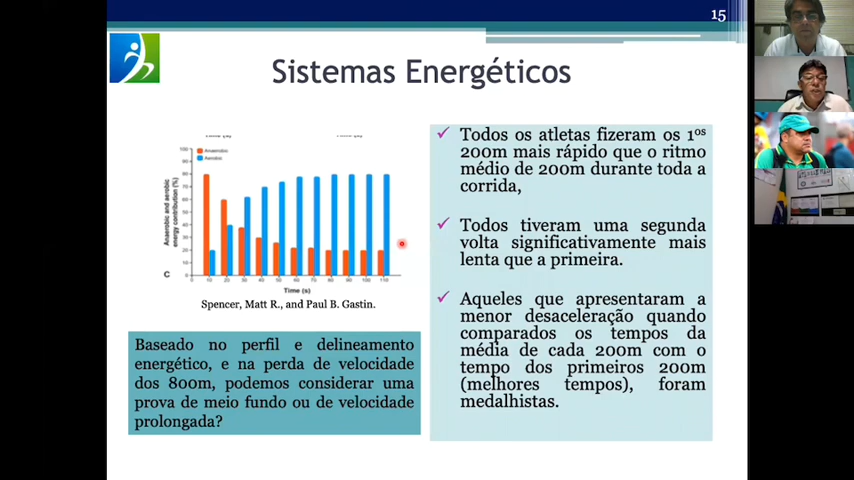 15
Sistemas Energéticos
Anaeróbio
Aeróbio
Anaerobic and aerobic
energy contribution (%)
100
90
80
70
60
50
40
30
20
10
0
0 10 20 30 40 50 60 70 80 90 100 110
C
Time (s)
Spencer, Matt R., and Paul B. Gastin.
Baseado no perfil e delineamento
energético, e na perda de velocidade
dos 800m, podemos considerar uma
prova de meio fundo ou de velocidade
prolongada?
✓ Todos os atletas fizeram os 1ºs
200m mais rápido que o ritmo
médio de 200m durante toda a
corrida,
✓ Todos tiveram uma segunda
volta significativamente mais
lenta que a primeira.
✓ Aqueles que apresentaram a
menor desaceleração quando
comparados os tempos da
média de cada 200m com o
tempo dos primeiros 200m
(melhores tempos), foram
medalhistas.